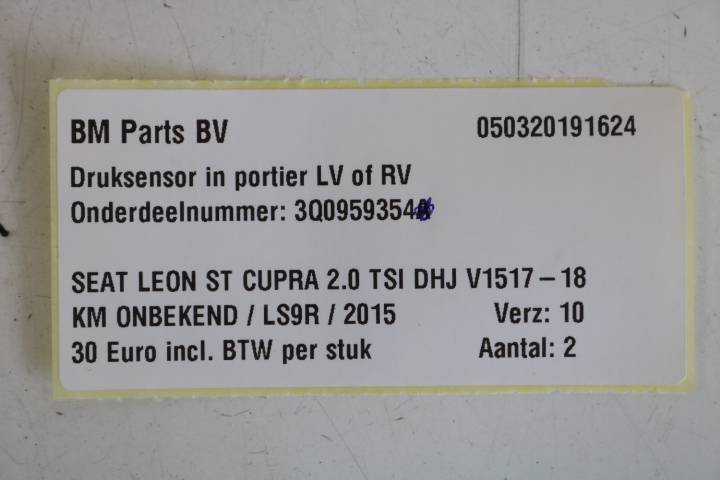 BM Parts BV 050320191624
Druksensor in portier LV of RV
Onderdeelnummer: 3Q0959354
SEAT LEON ST CUPRA 2.0 TSI DHJ V1517 – 18
KM ONBEKEND / LS9R / 2015 Verz: 10
30 Euro incl. BTW per stuk Aantal: 2